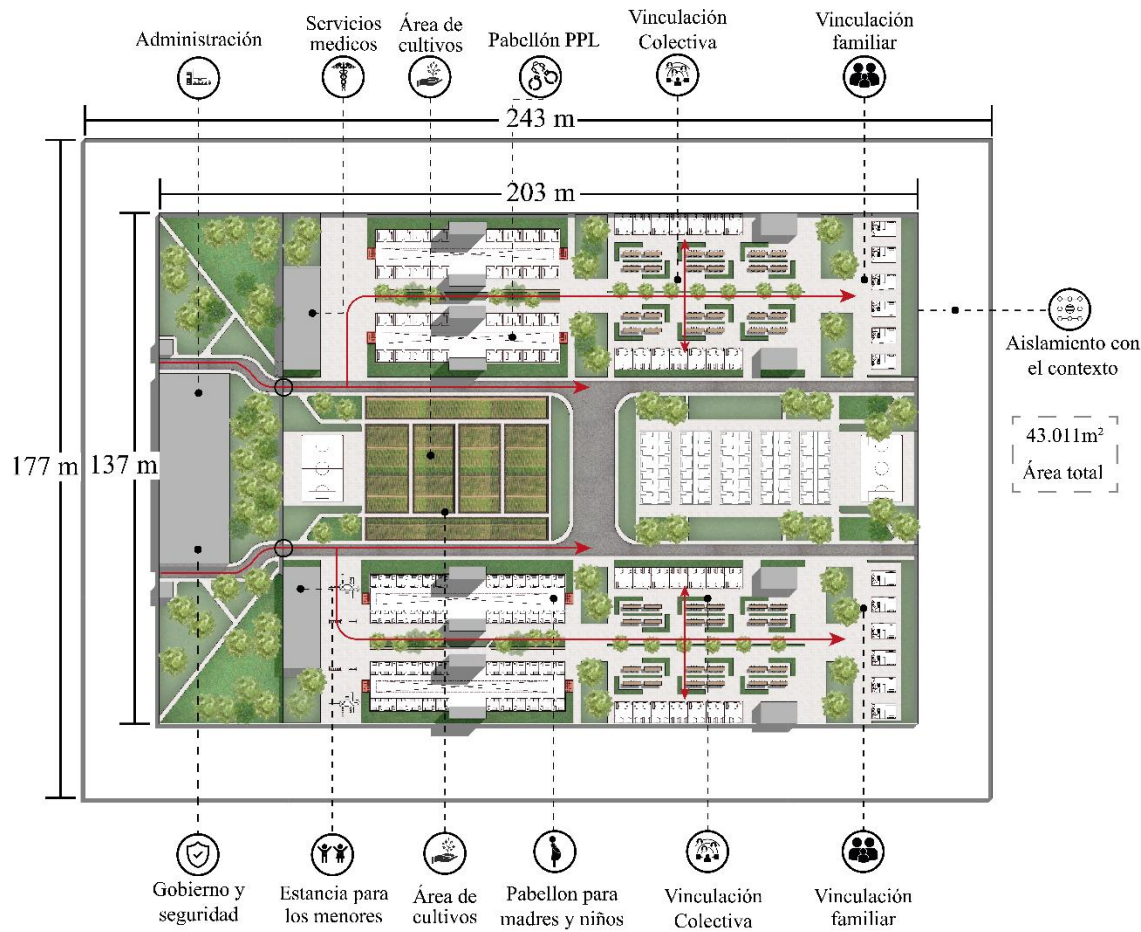 Administración
Servicios
medicos
Área de
cultivos
Pabellón PPL
Vinculación
Colectiva
Vinculación
familiar
243 m
203 m
177 m
137 m
Aislamiento con
el contexto
43.011m²
Área total
Gobierno y
seguridad
Estancia para
los menores
Área de
cultivos
Pabellon para
madres y niños
Vinculación
Colectiva
Vinculación
familiar